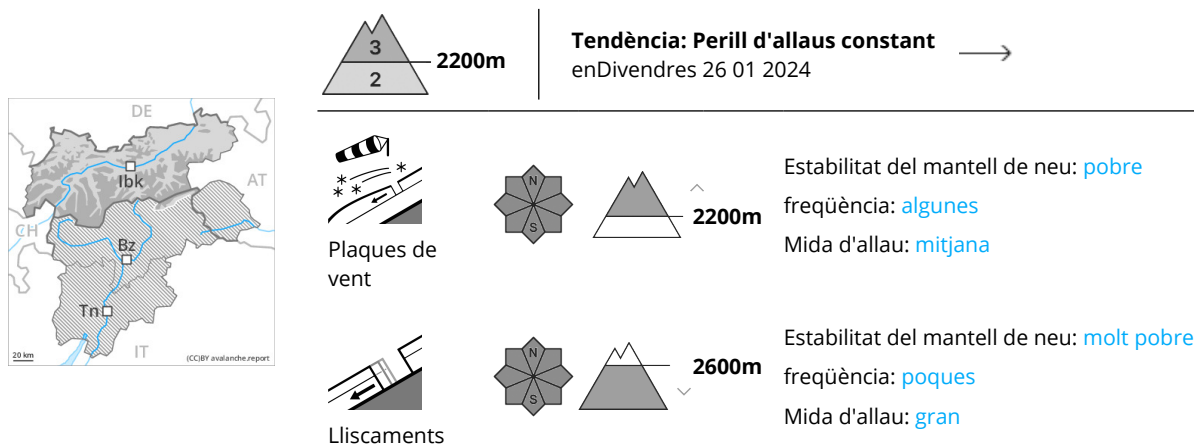 3
2
2200m
Tendència: Perill d'allaus constant
enDivendres 26 01 2024
DE
AT
CH
IT
Ibk
Bz
Tn
20 km
(CC)BY avalanche.report
Plaques de
vent
N
S
2200m
Estabilitat del mantell de neu: pobre
freqüència: algunes
Mida d'allau: mitjana
Lliscaments
N
S
2600m
Estabilitat del mantell de neu: molt pobre
freqüència: poques
Mida d'allau: gran